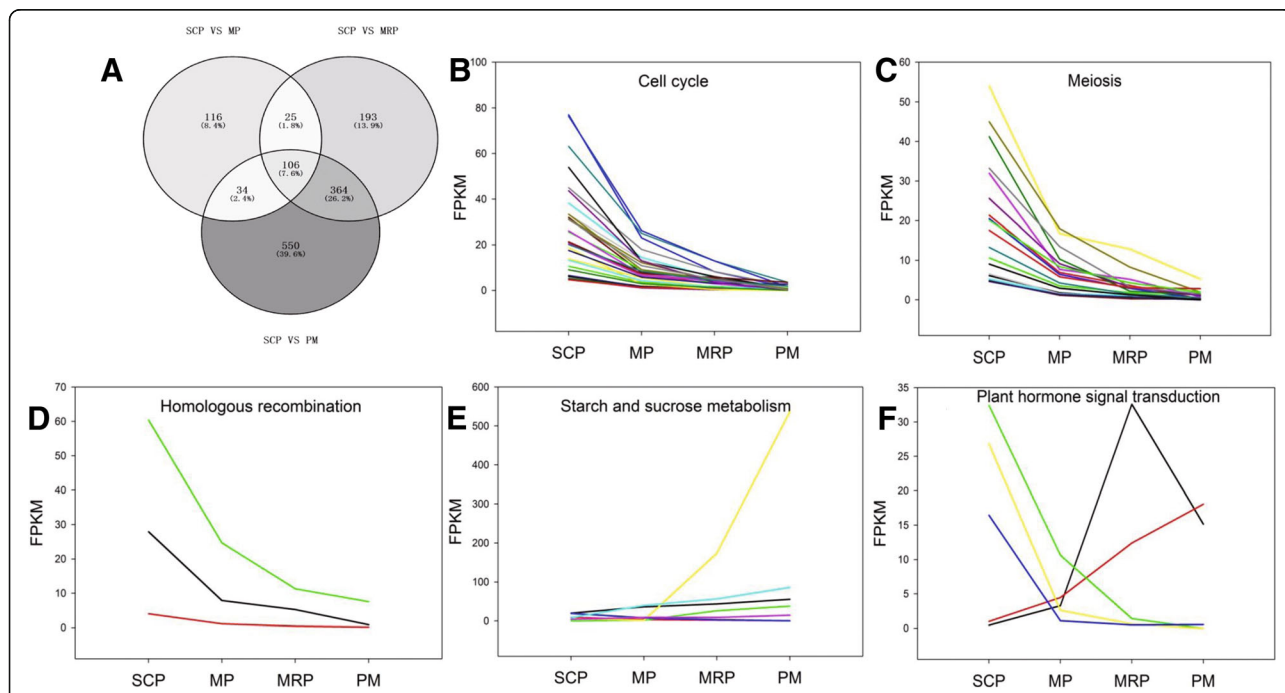 SCP VS MP
SCP VS MRP
A
116
(8.4%)
25
(1.8%)
193
(13.9%)
106
(7.6%)
34
(2.4%)
364
(26.2%)
550
(39.6%)
SCP VS PM
B
Cell cycle
FPKM
100
80
60
40
20
0
SCP MP MRP PM
C
Meiosis
FPKM
60
50
40
30
20
10
0
SCP MP MRP PM
D
Homologous recombination
FPKM
70
60
50
40
30
20
10
0
SCP MP MRP PM
E
Starch and sucrose metabolism
FPKM
600
500
400
300
200
100
0
SCP MP MRP PM
F
Plant hormone signal transduction
FPKM
35
30
25
20
15
10
5
0
SCP MP MRP PM